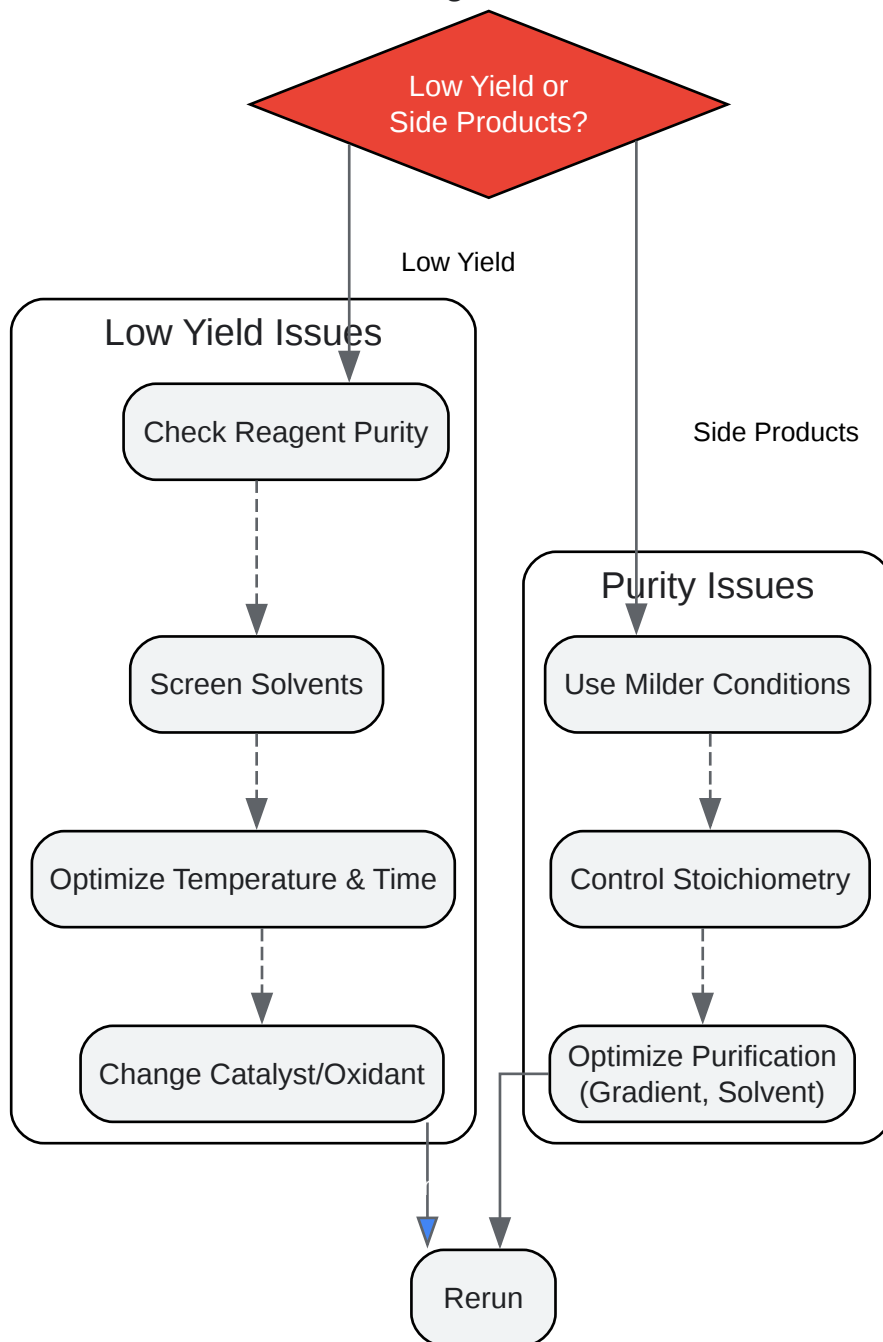 Low Yield or
Side Products?
Low Yield
Low Yield Issues
Check Reagent Purity
Side Products
Screen Solvents
Purity Issues
Use Milder Conditions
Optimize Temperature & Time
Control Stoichiometry
Change Catalyst/Oxidant
Optimize Purification
(Gradient, Solvent)
Rerun